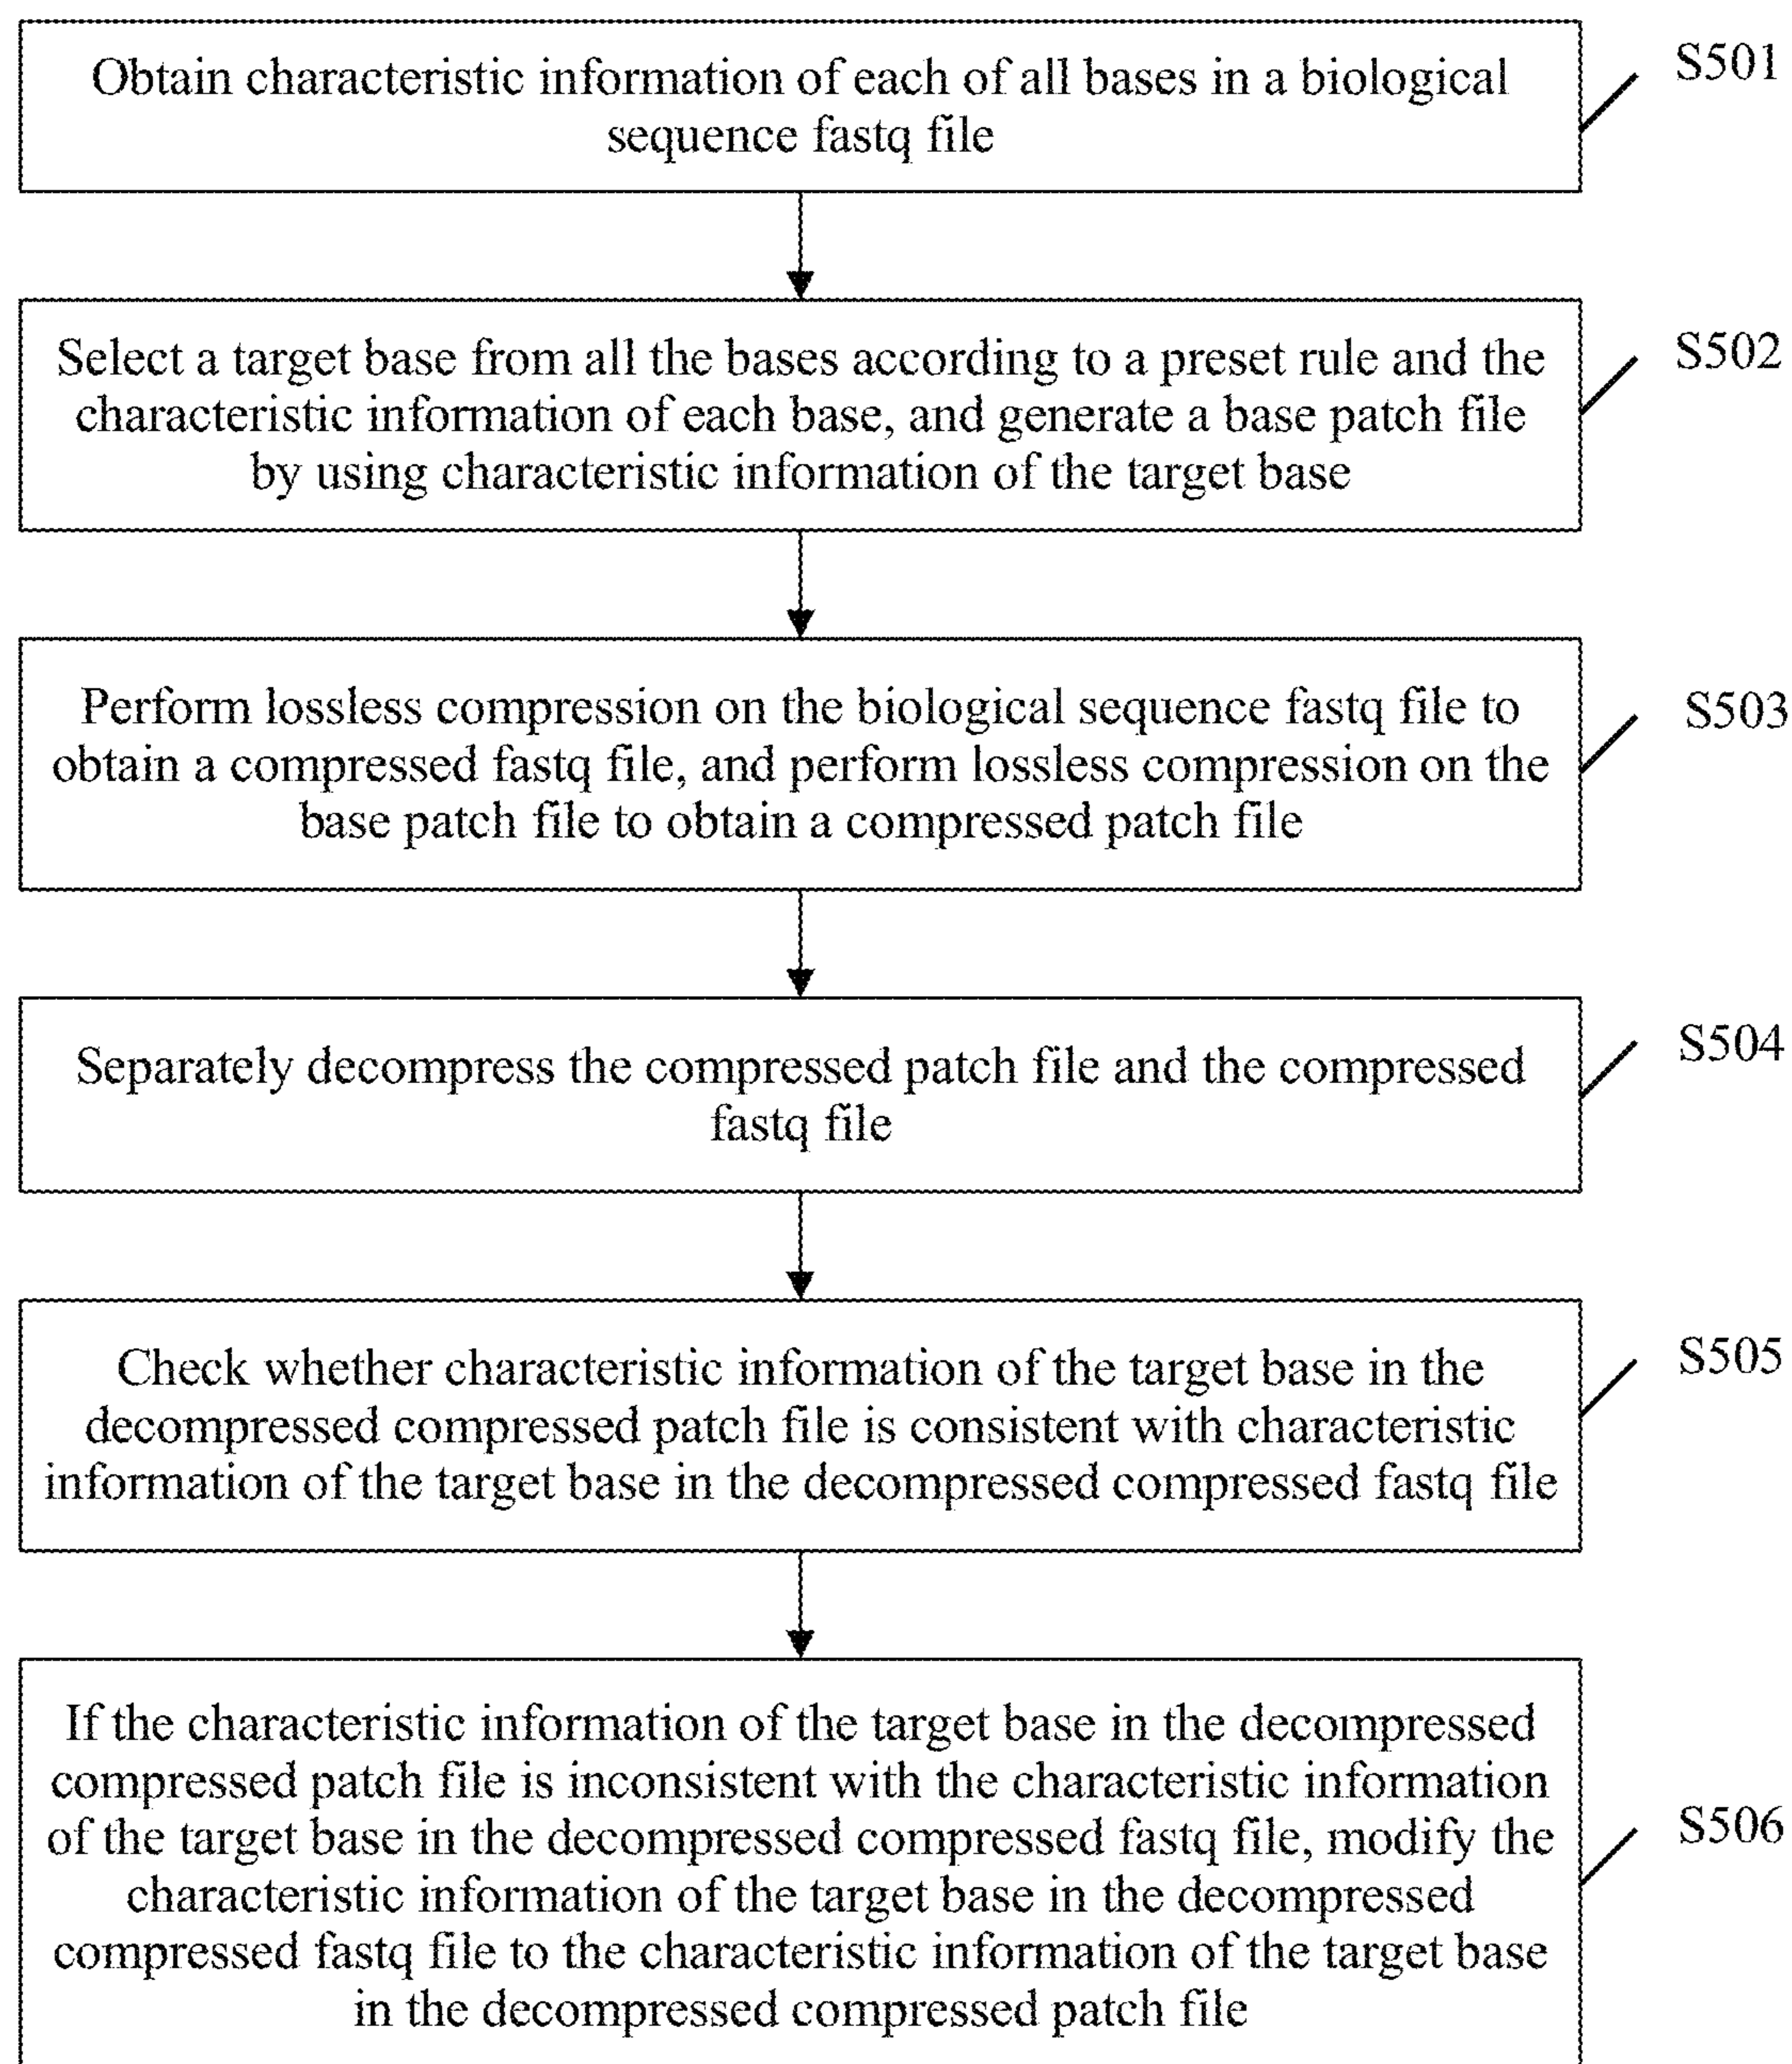 Obtain characteristic information of each of all bases in a biological
sequence fastq file
S501
Select a target base from all the bases according to a preset rule and the
characteristic information of each base, and generate a base patch file
by using characteristic information of the target base
S502
Perform lossless compression on the biological sequence fastq file to
obtain a compressed fastq file, and perform lossless compression on the
base patch file to obtain a compressed patch file
S503
Separately decompress the compressed patch file and the compressed
fastq file
S504
Check whether characteristic information of the target base in the
decompressed compressed patch file is consistent with characteristic
information of the target base in the decompressed compressed fastq file
S505
If the characteristic information of the target base in the decompressed
compressed patch file is inconsistent with the characteristic information
of the target base in the decompressed compressed fastq file, modify the
characteristic information of the target base in the decompressed
compressed fastq file to the characteristic information of the target base
in the decompressed compressed patch file
S506